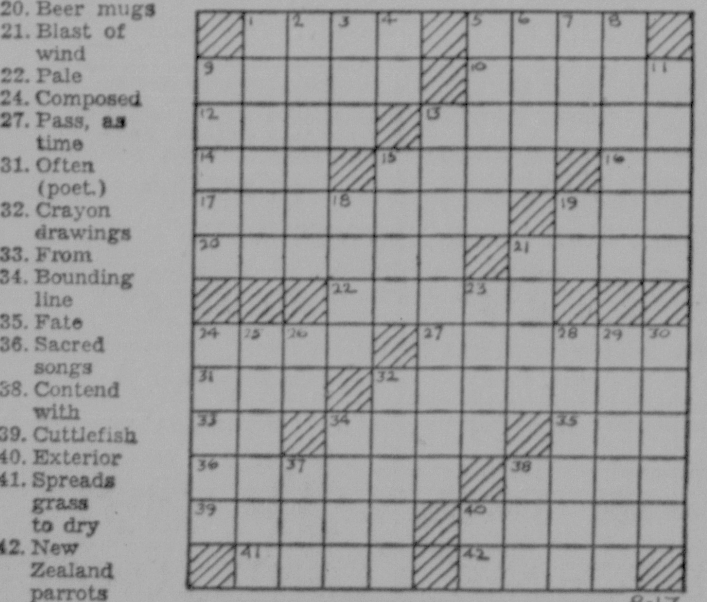 20. Beer mugs
21. Blast of
wind
22. Pale
24. Composed
27. Pass, as
time
31. Often
(poet.)
32. Crayon
drawings
33. From
34. Bounding
line
35. Fate
36. Sacred
songs
38. Contend
with
39. Cuttlefish
40. Exterior
41. Spreads
grass
to dry
42. New
Zealand
parrots
1 2 3 4 5 6 7 8
9 10 11
12 13
14 15 16
17 18 19
20 21
22 23
24 25 26 27 28 29 30
31 32
33 34 35
36 37 38
39 40
41 42